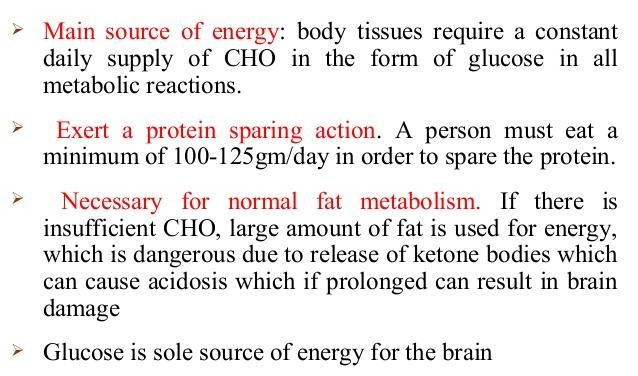 ➢ Main source of energy: body tissues require a constant
daily supply of CHO in the form of glucose in all
metabolic reactions.
➢ Exert a protein sparing action. A person must eat a
minimum of 100-125gm/day in order to spare the protein.
➢ Necessary for normal fat metabolism. If there is
insufficient CHO, large amount of fat is used for energy,
which is dangerous due to release of ketone bodies which
can cause acidosis which if prolonged can result in brain
damage
➢ Glucose is sole source of energy for the brain